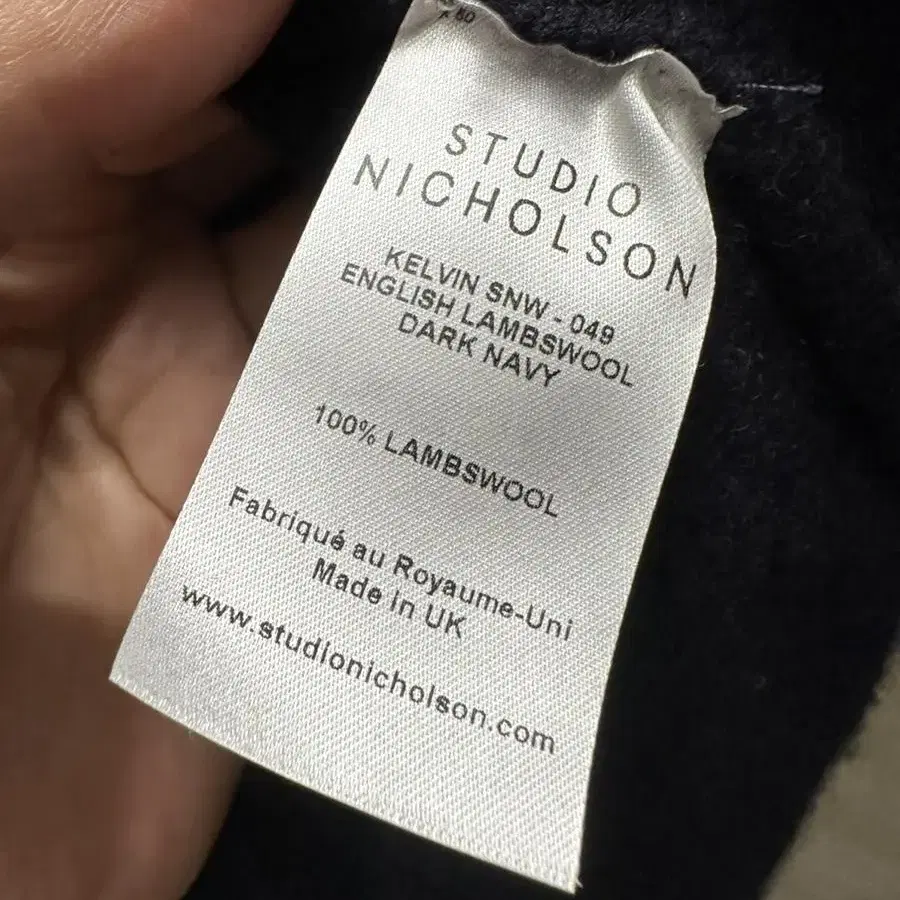 STUDIO
NICHOLSON
KELVIN SNW - 049
ENGLISH LAMBSWOOL
DARK NAVY
100% LAMBSWOOL
Fabriqué au Royaume-Uni
Made in UK
www.studionicholson.com